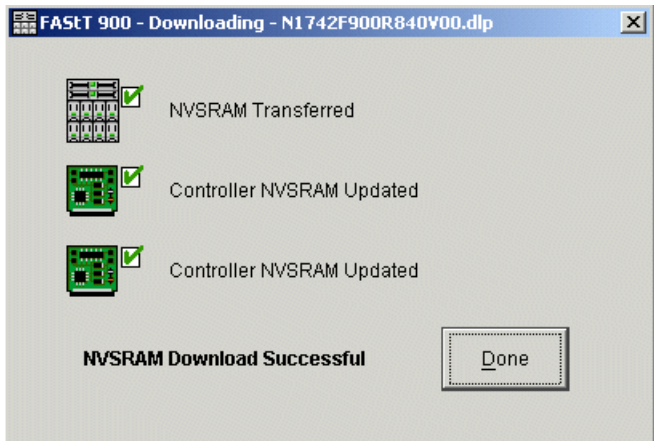 FAStT 900 - Downloading - N1742F900R840V00.dlp
NVSRAM Transferred
Controller NVSRAM Updated
Controller NVSRAM Updated
NVSRAM Download Successful
Done